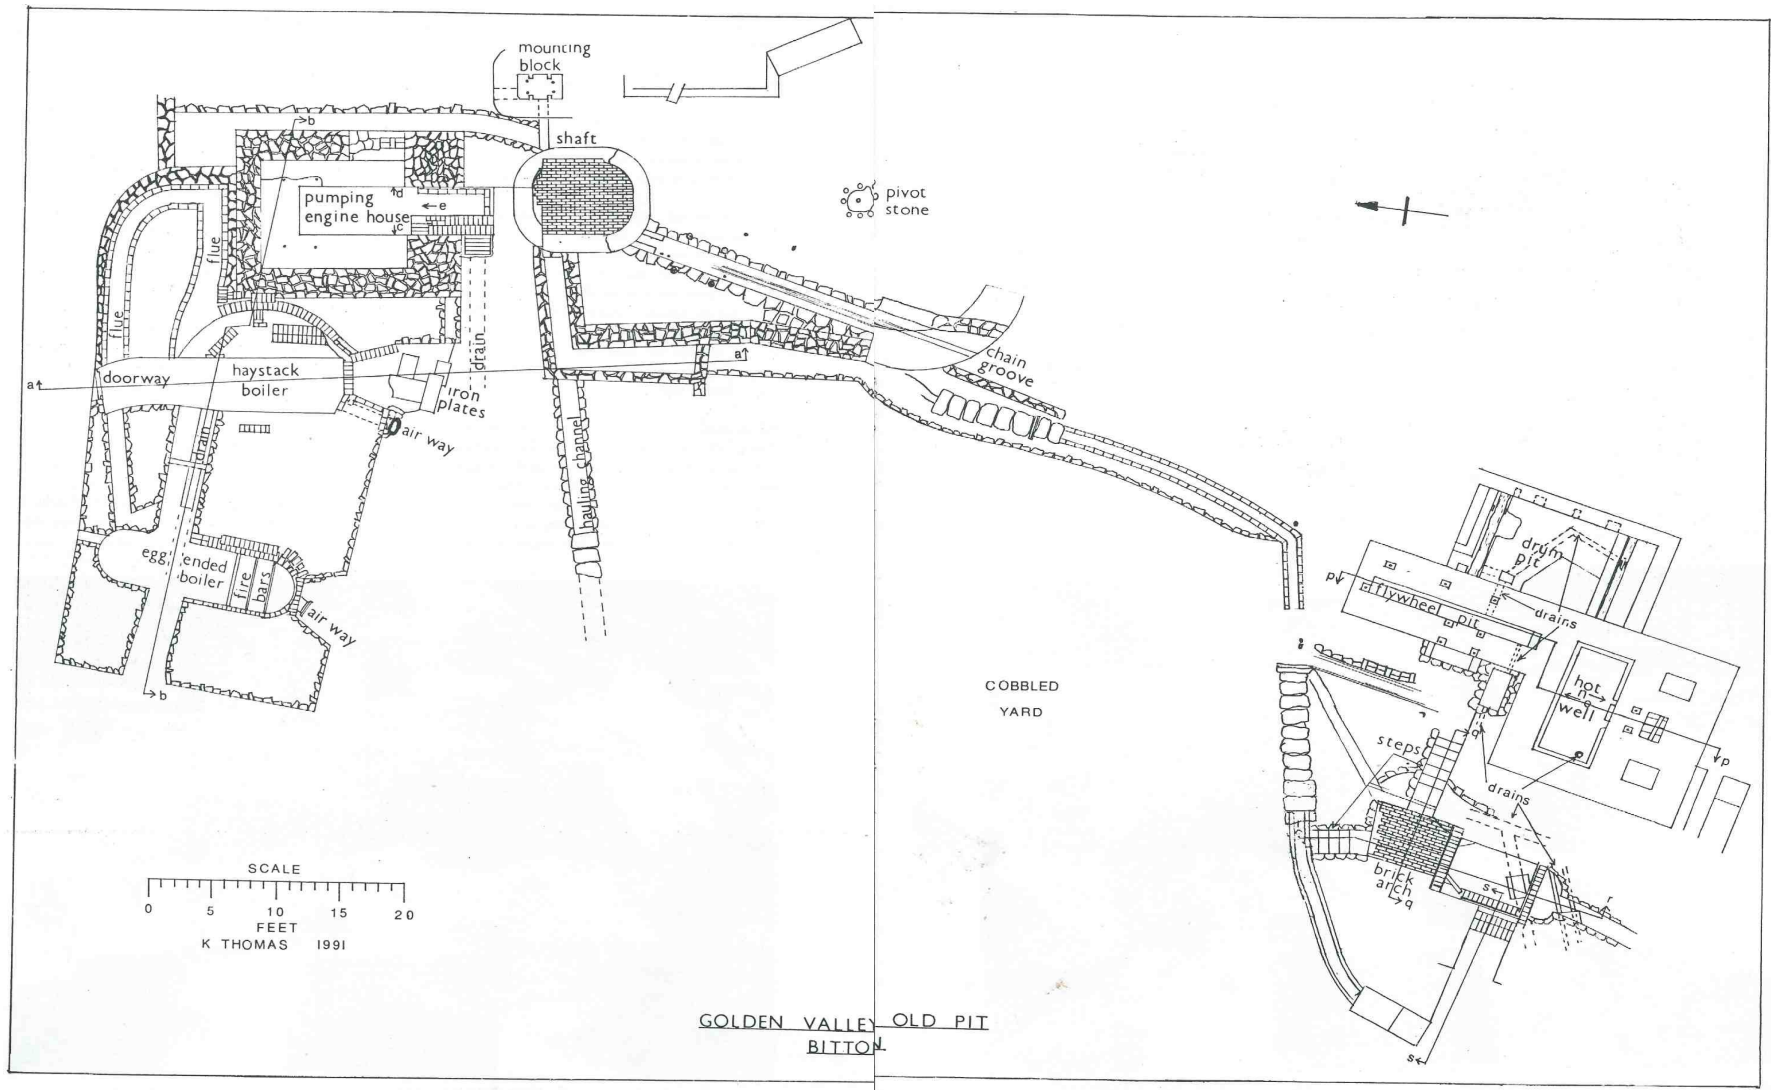 mounting
block
b
shaft
pumping
engine house
d
e
c
pivot
stone
flue
flue
drain
chain
groove
a
a
doorway
haystack
boiler
iron
plates
air way
drain
hauling channel
egg ended
boiler
fire
bars
air way
b
drum
pit
p
flywheel
pit
drains
hot
well
n
e
COBBLED
YARD
steps
q
p
drains
brick
arch
q
s
r
SCALE
0 5 10 15 20
FEET
K THOMAS 1991
GOLDEN VALLEY OLD PIT
BITTON
s